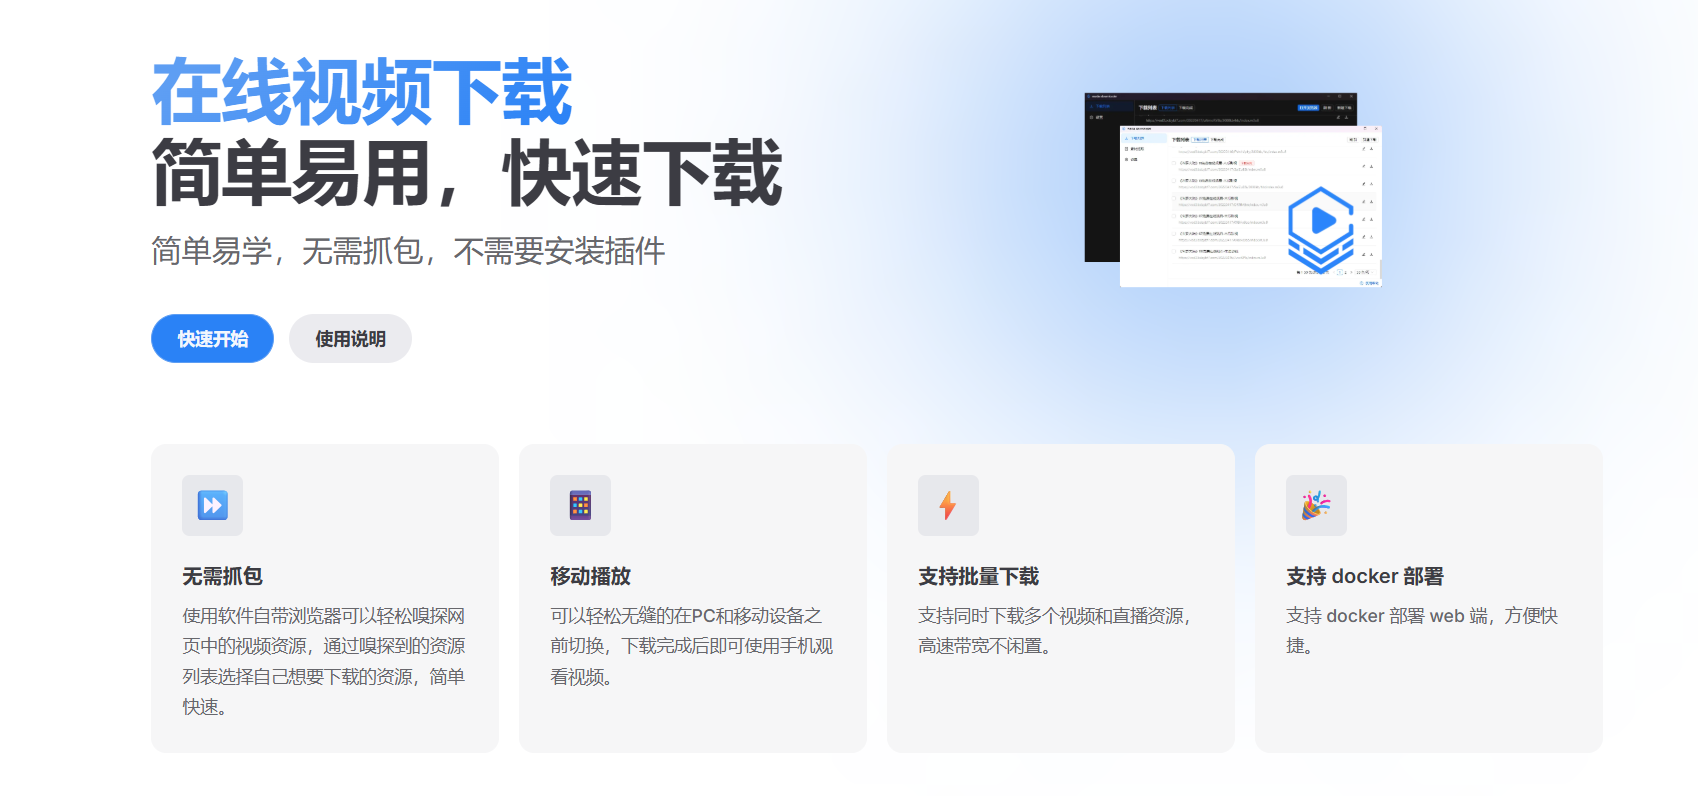 在线视频下载
简单易用，快速下载
简单易学，无需抓包，不需要安装插件
快速开始
使用说明
无需抓包
使用软件自带浏览器可以轻松嗅探网
页中的视频资源，通过嗅探到的资源
列表选择自己想要下载的资源，简单
快速。
移动播放
可以轻松无缝的在PC和移动设备之
前切换，下载完成后即可使用手机观
看视频。
支持批量下载
支持同时下载多个视频和直播资源，
高速带宽不闲置。
支持 docker 部署
支持 docker 部署 web 端，方便快
捷。